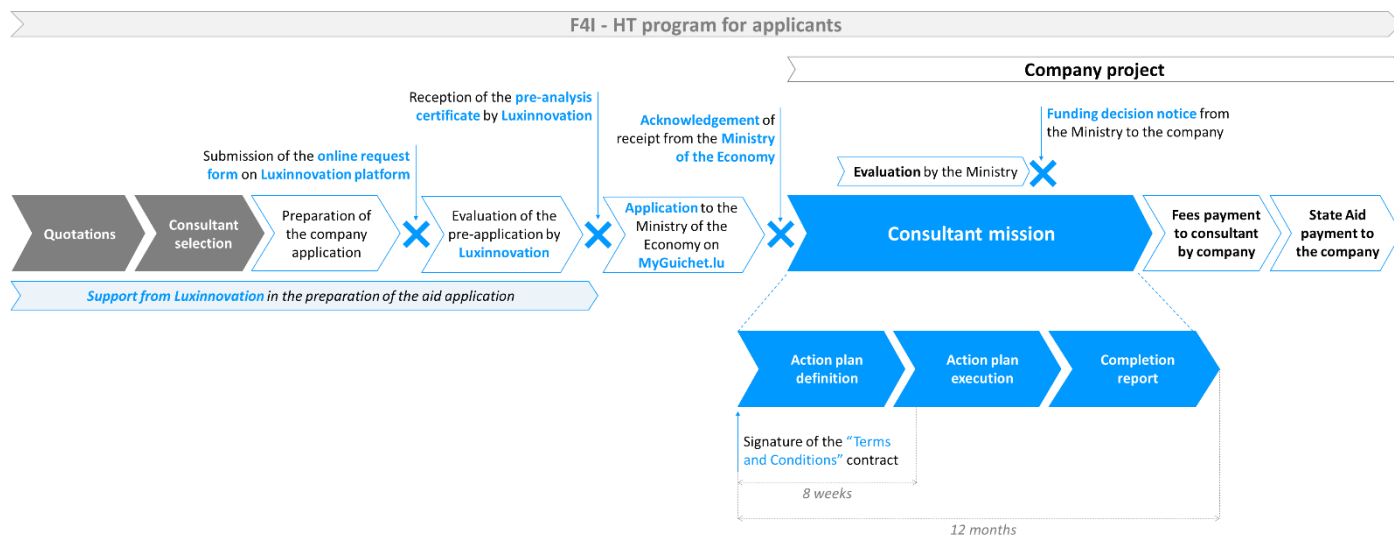 F4I - HT program for applicants
Company project
Reception of the pre-analysis
certificate by Luxinnovation
Acknowledgement of
receipt from the Ministry
of the Economy
Funding decision notice from
the Ministry to the company
Submission of the online request
form on Luxinnovation platform
Evaluation by the Ministry
Quotations
Consultant
selection
Preparation of
the company
application
Evaluation of the
pre-application by
Luxinnovation
Application to the
Ministry of the
Economy on
MyGuichet.lu
Consultant mission
Fees payment
to consultant
by company
State Aid
payment to
the company
Support from Luxinnovation in the preparation of the aid application
Action plan
definition
Action plan
execution
Completion
report
Signature of the “Terms
and Conditions” contract
8 weeks
12 months